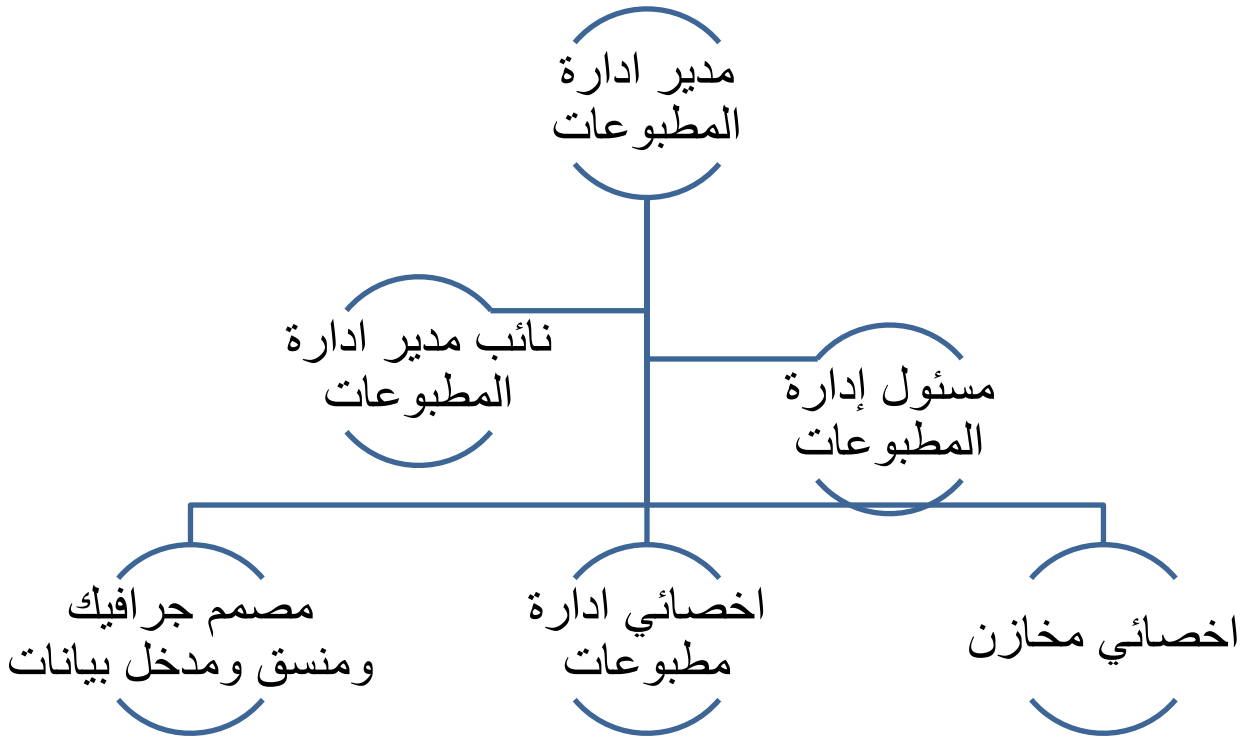 مدير ادارة
المطبوعات
نائب مدير ادارة
المطبوعات
مسئول إدارة
المطبوعات
اخصائي مخازن
اخصائي ادارة
مطبوعات
مصمم جرافيك
ومنسق ومدخل بيانات